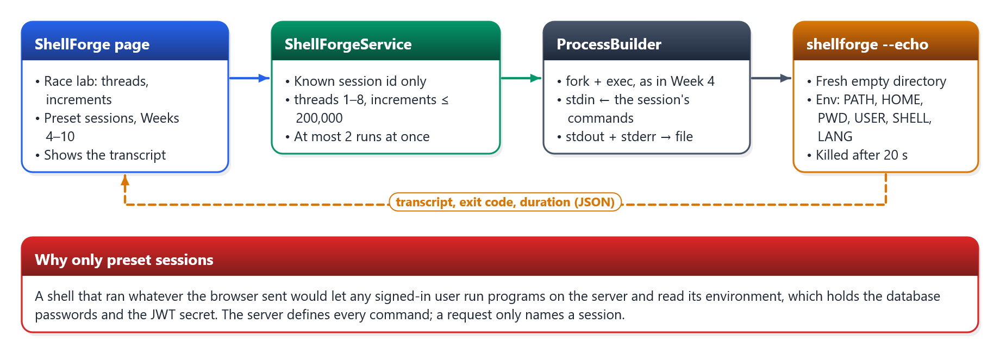 ShellForge page
• Race lab: threads,
increments
• Preset sessions, Weeks
4–10
• Shows the transcript
ShellForgeService
• Known session id only
• threads 1–8, increments ≤
200,000
• At most 2 runs at once
ProcessBuilder
• fork + exec, as in Week 4
• stdin ← the session's
commands
• stdout + stderr → file
shellforge --echo
• Fresh empty directory
• Env: PATH, HOME,
PWD, USER, SHELL,
LANG
• Killed after 20 s
transcript, exit code, duration (JSON)
Why only preset sessions
A shell that ran whatever the browser sent would let any signed-in user run programs on the server and read its environment, which holds the database
passwords and the JWT secret. The server defines every command; a request only names a session.